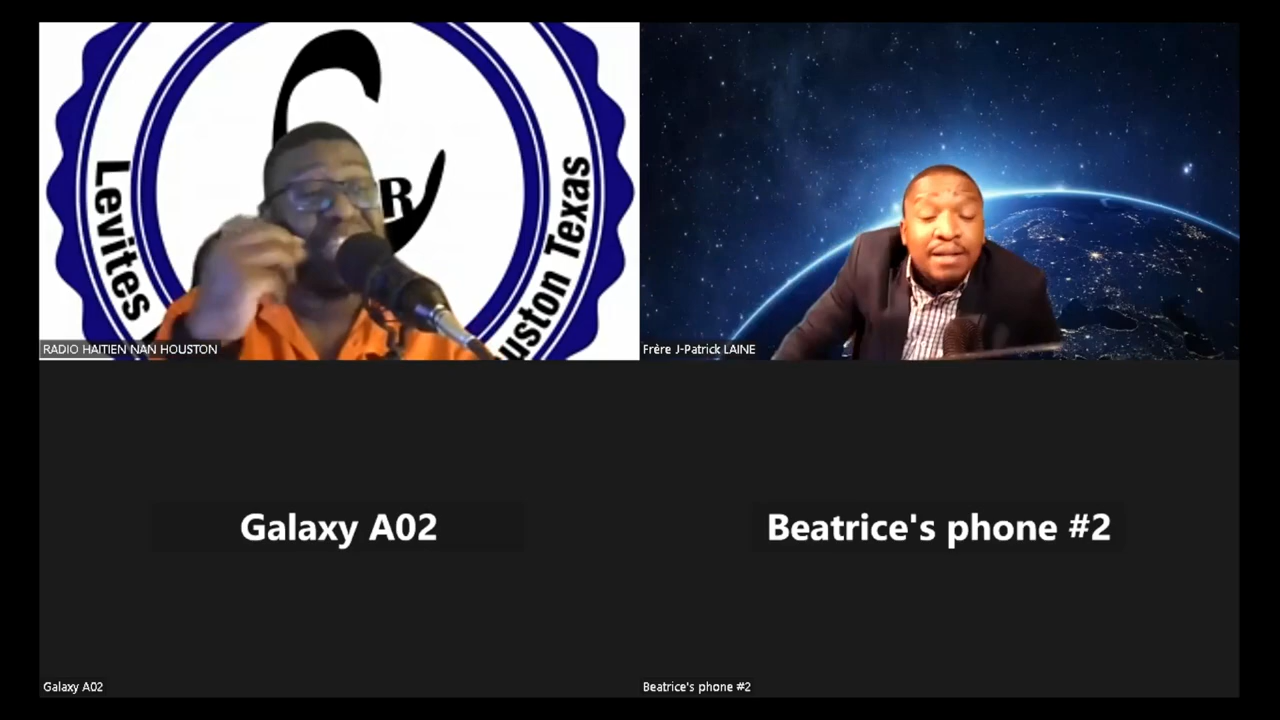 Levites
R
uston Texas
RADIO HAITIEN NAN HOUSTON
Frère J-Patrick LAINE
Galaxy A02
Beatrice's phone #2
Galaxy A02
Beatrice's phone #2